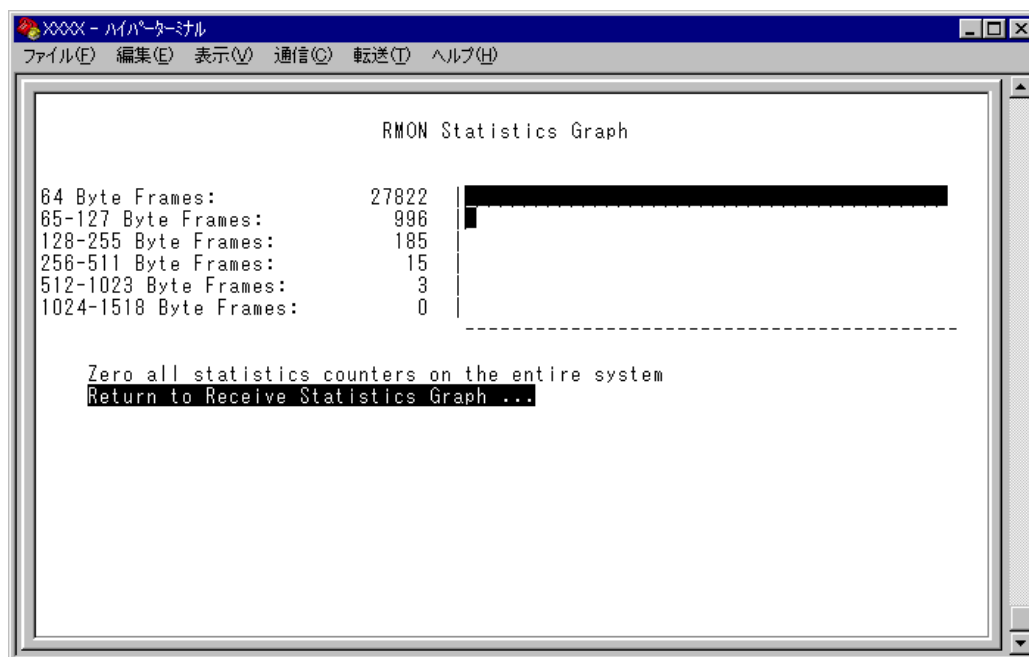 XXXX - ハイパーターミナル
ファイル(F) 編集(E) 表示(V) 通信(C) 転送(T) ヘルプ(H)
RMON Statistics Graph
64 Byte Frames: 27822
65-127 Byte Frames: 996
128-255 Byte Frames: 185
256-511 Byte Frames: 15
512-1023 Byte Frames: 3
1024-1518 Byte Frames: 0
Zero all statistics counters on the entire system
Return to Receive Statistics Graph ...